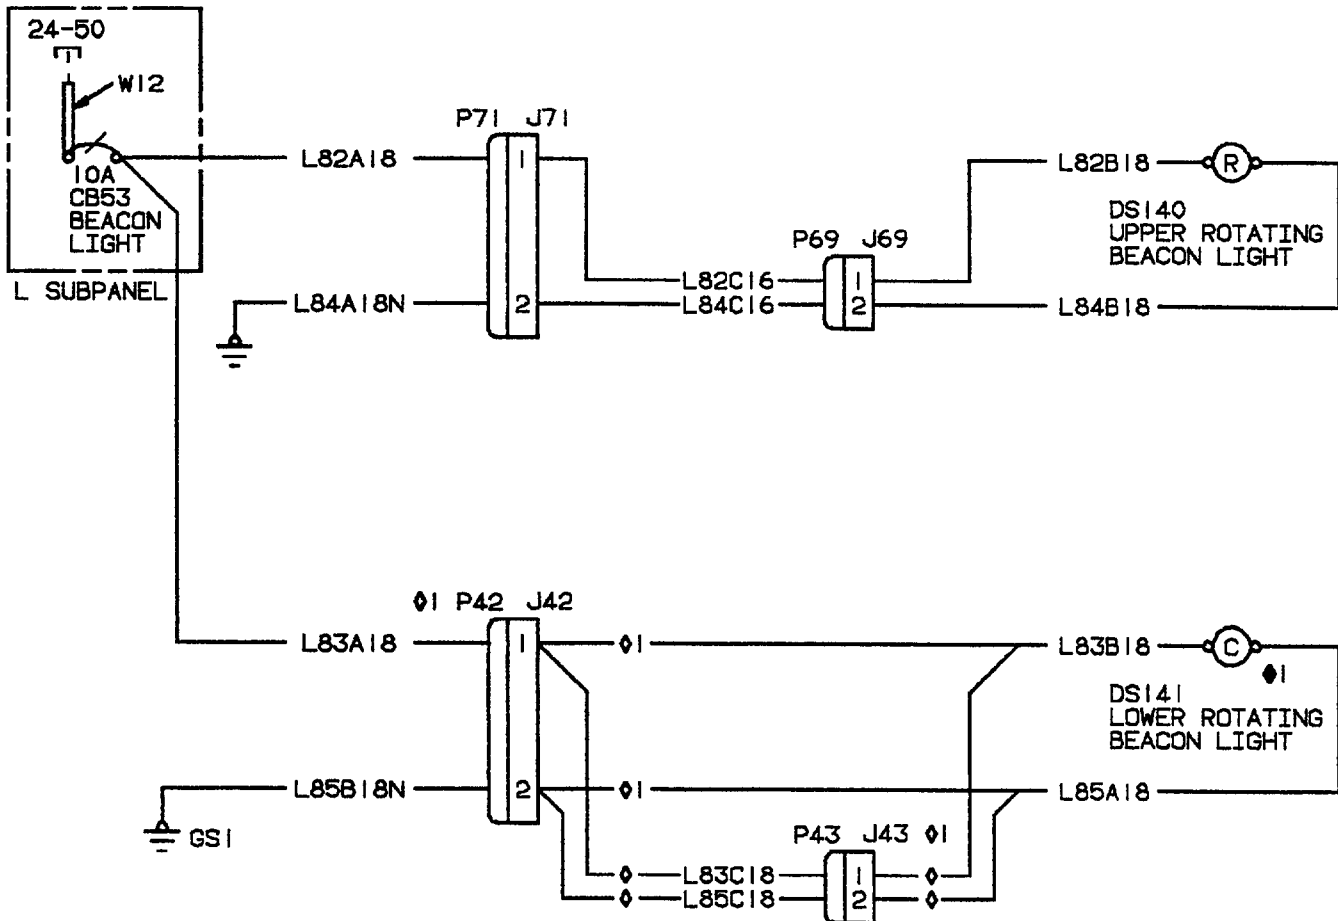 24-50
W12
P71 J71
L82A18
1
L82B18
R
10A
CB53
BEACON
LIGHT
DS140
UPPER ROTATING
BEACON LIGHT
P69 J69
L82C16
1
L SUBPANEL
L84A18N
2
L84C16
2
L84B18
◊1 P42 J42
L83A18
1
◊1
L83B18
C
♦1
DS141
LOWER ROTATING
BEACON LIGHT
L85B18N
2
◊1
L85A18
GS1
P43 J43 ◊1
◊ L83C18
1
◊
◊ L85C18
2
◊